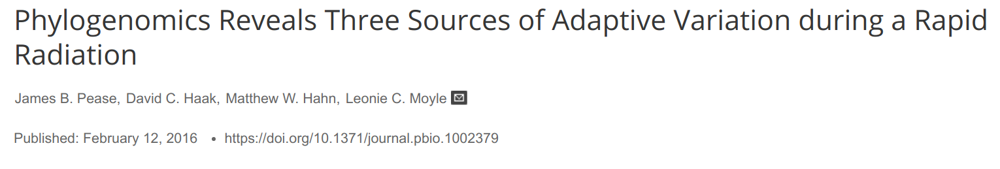 Phylogenomics Reveals Three Sources of Adaptive Variation during a Rapid
Radiation
James B. Pease, David C. Haak, Matthew W. Hahn, Leonie C. Moyle
Published: February 12, 2016 • https://doi.org/10.1371/journal.pbio.1002379